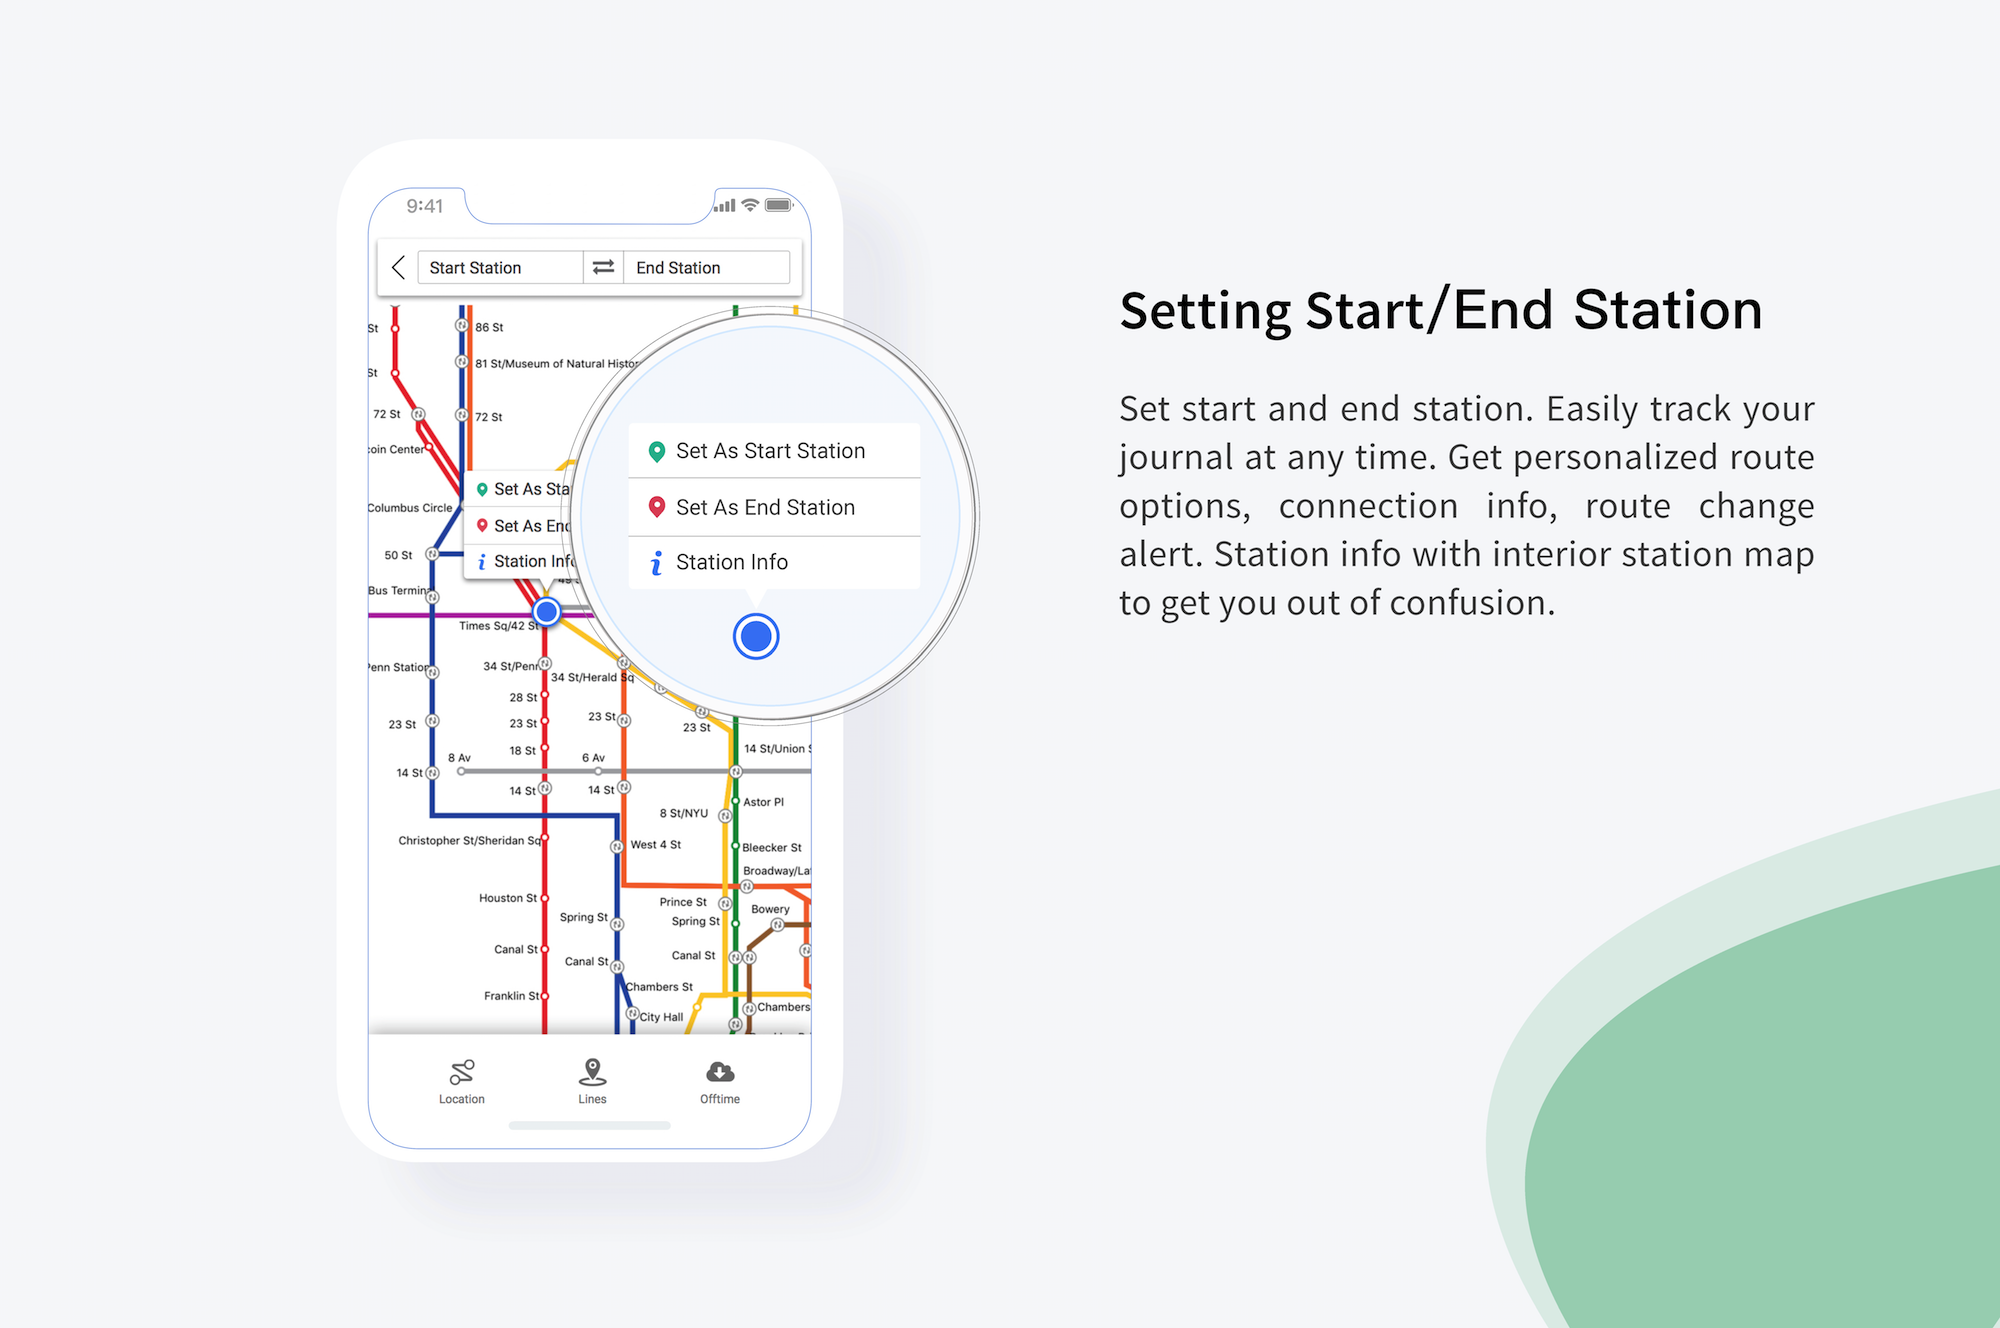 9:41
Start Station
End Station
St
86 St
81 St/Museum of Natural Histor
St
72 St
72 St
coin Center
Columbus Circle
50 St
Bus Termina
Set As Sta
Set As End
Station Info
Set As Start Station
Set As End Station
Station Info
Times Sq/42 St
Penn Station
34 St/Penn
34 St/Herald Sq
28 St
23 St
23 St
23 St
23 St
18 St
14 St/Union S
8 Av
6 Av
14 St
14 St
14 St
Astor Pl
8 St/NYU
Christopher St/Sheridan Sq
West 4 St
Bleecker St
Broadway/Laf
Houston St
Prince St
Bowery
Spring St
Spring St
Canal St
Canal St
Canal St
Chambers St
Franklin St
City Hall
Chambers
Location
Lines
Offtime
Setting Start/End Station
Set start and end station. Easily track your
journal at any time. Get personalized route
options, connection info, route change
alert. Station info with interior station map
to get you out of confusion.